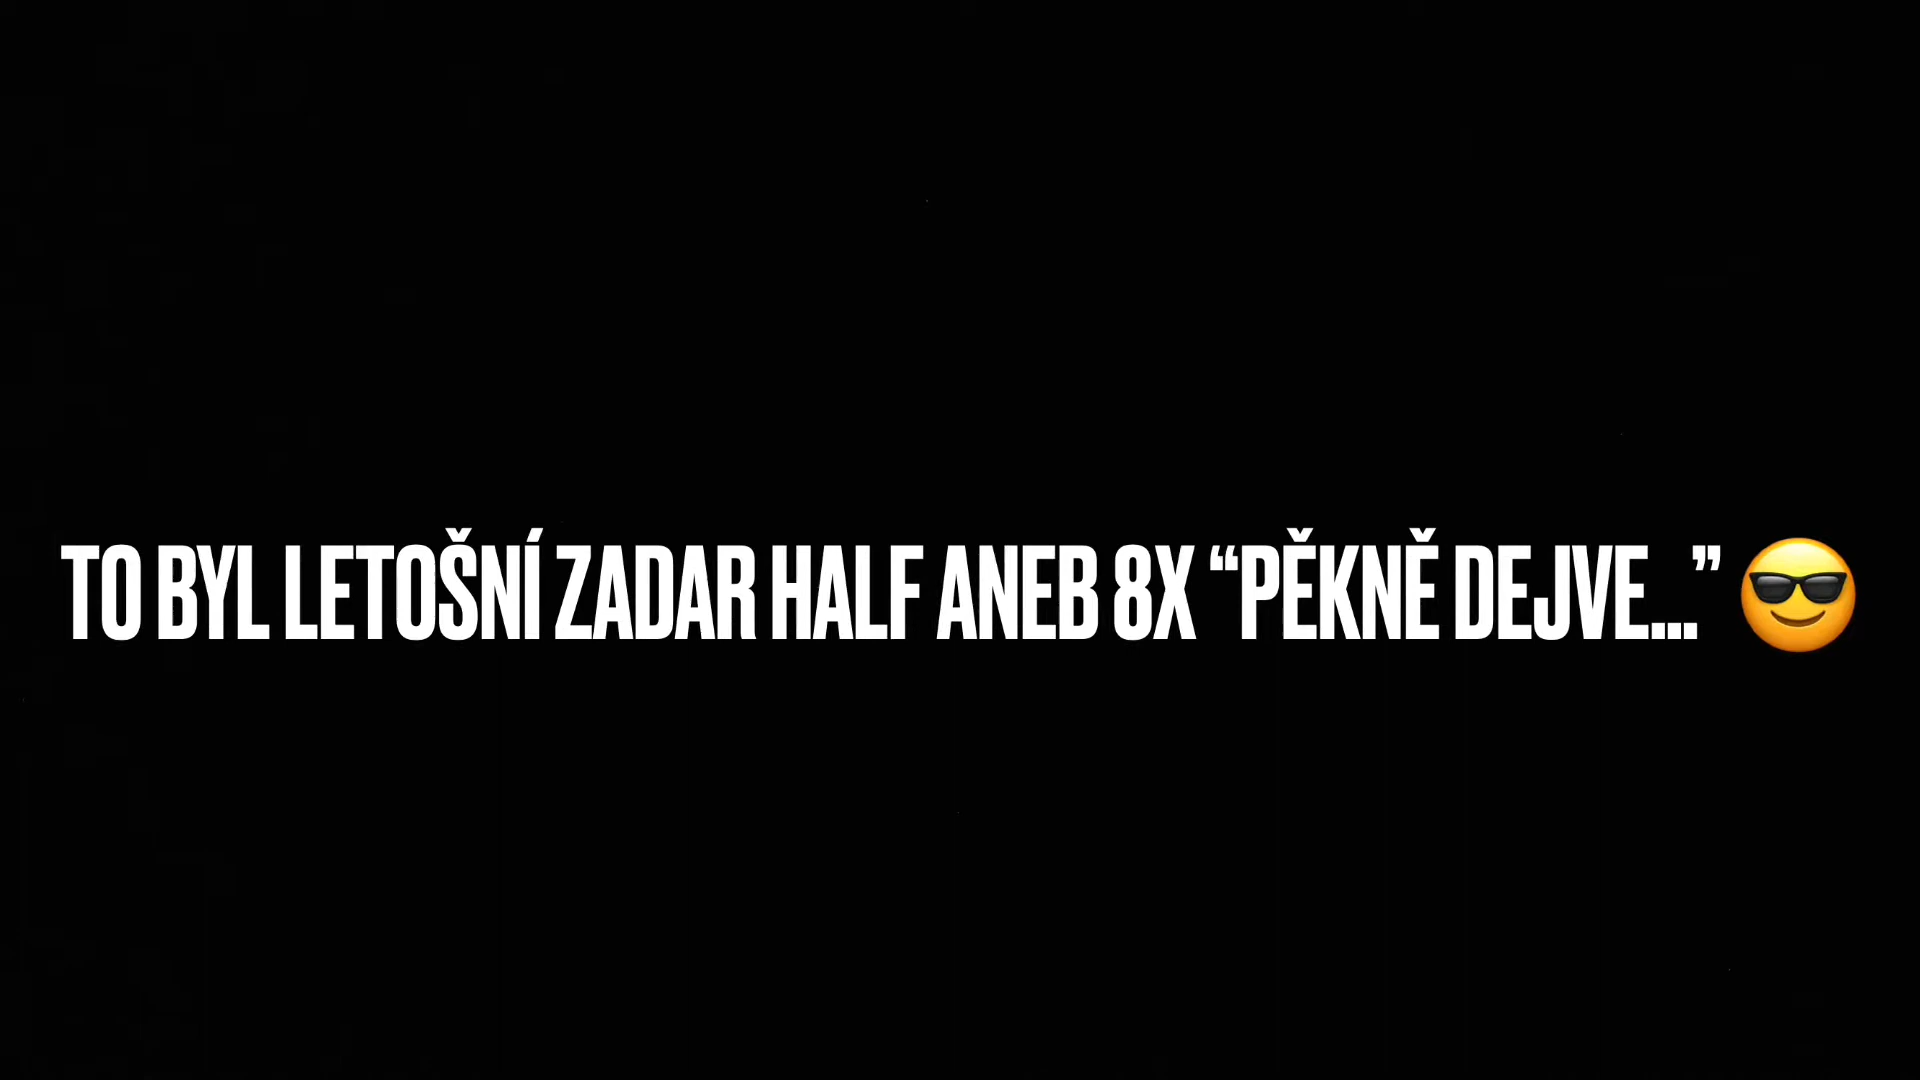 TO BYL LETOŠNÍ ZADAR HALF ANEB 8X “PĚKNĚ DEJVE...” 😎